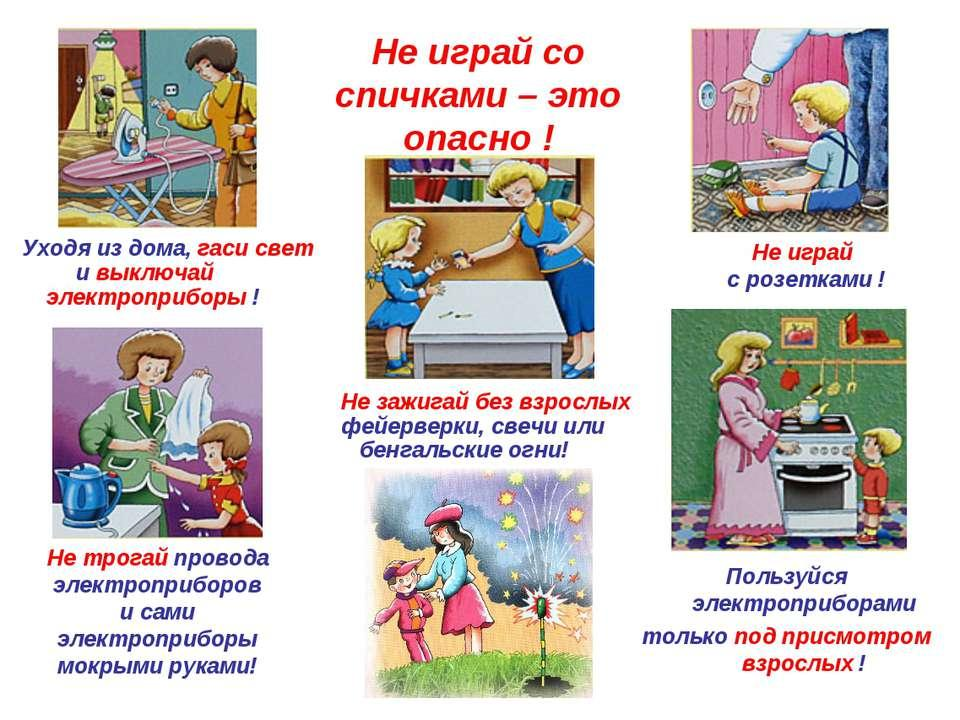 Не играй со
спичками – это
опасно !
Уходя из дома, гаси свет
и выключай
электроприборы !
Не играй
с розетками !
Не зажигай без взрослых
фейерверки, свечи или
бенгальские огни!
Не трогай провода
электроприборов
и сами
электроприборы
мокрыми руками!
Пользуйся
электроприборами
только под присмотром
взрослых !